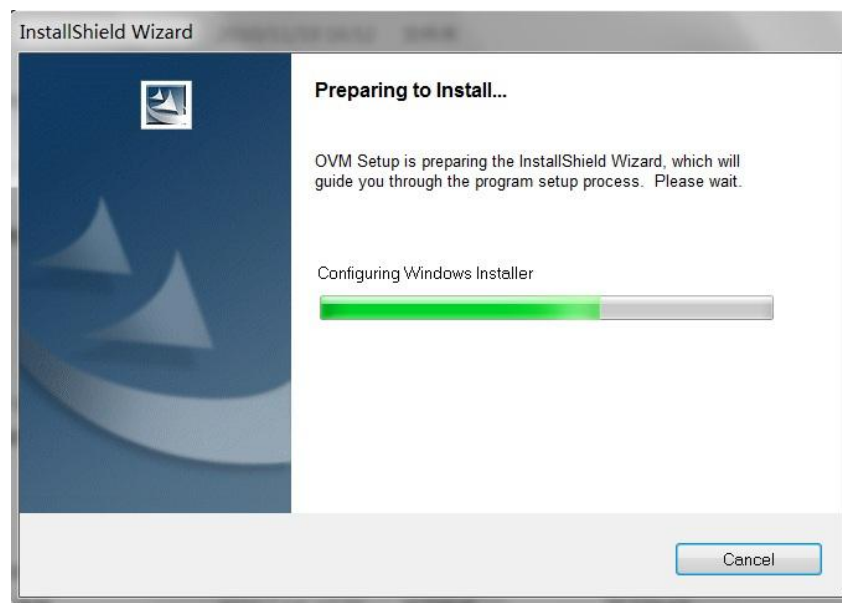 InstallShield Wizard
Preparing to Install...
OVM Setup is preparing the InstallShield Wizard, which will
guide you through the program setup process. Please wait.
Configuring Windows Installer
Cancel